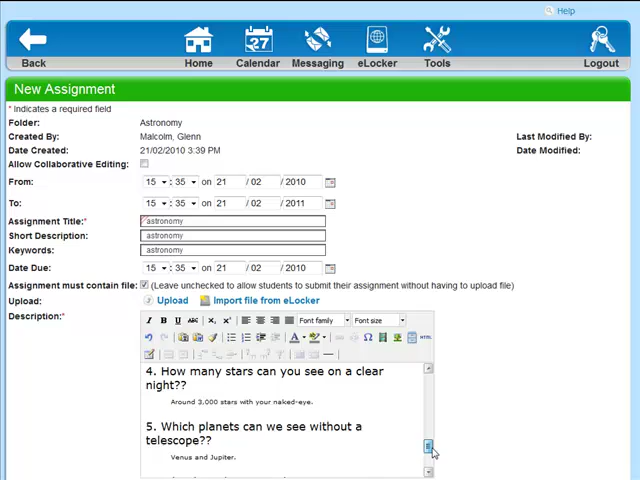 Help
Back Home Calendar Messaging eLocker Tools Logout
27
New Assignment
* Indicates a required field
Folder: Astronomy
Created By: Malcolm, Glenn Last Modified By:
Date Created: 21/02/2010 3:39 PM Date Modified:
Allow Collaborative Editing:
From: 15 35 on 21 / 02 / 2010
To: 15 35 on 21 / 02 / 2011
Assignment Title:* astronomy
Short Description: astronomy
Keywords: astronomy
Date Due: 15 35 on 21 / 02 / 2010
Assignment must contain file: (Leave unchecked to allow students to submit their assignment without having to upload file)
Upload: Upload Import file from eLocker
Description:*
B I U ABC X₂ X² Font family Font size
A Ω HTML
4. How many stars can you see on a clear
night??
Around 3,000 stars with your naked-eye.
5. Which planets can we see without a
telescope??
Venus and Jupiter.